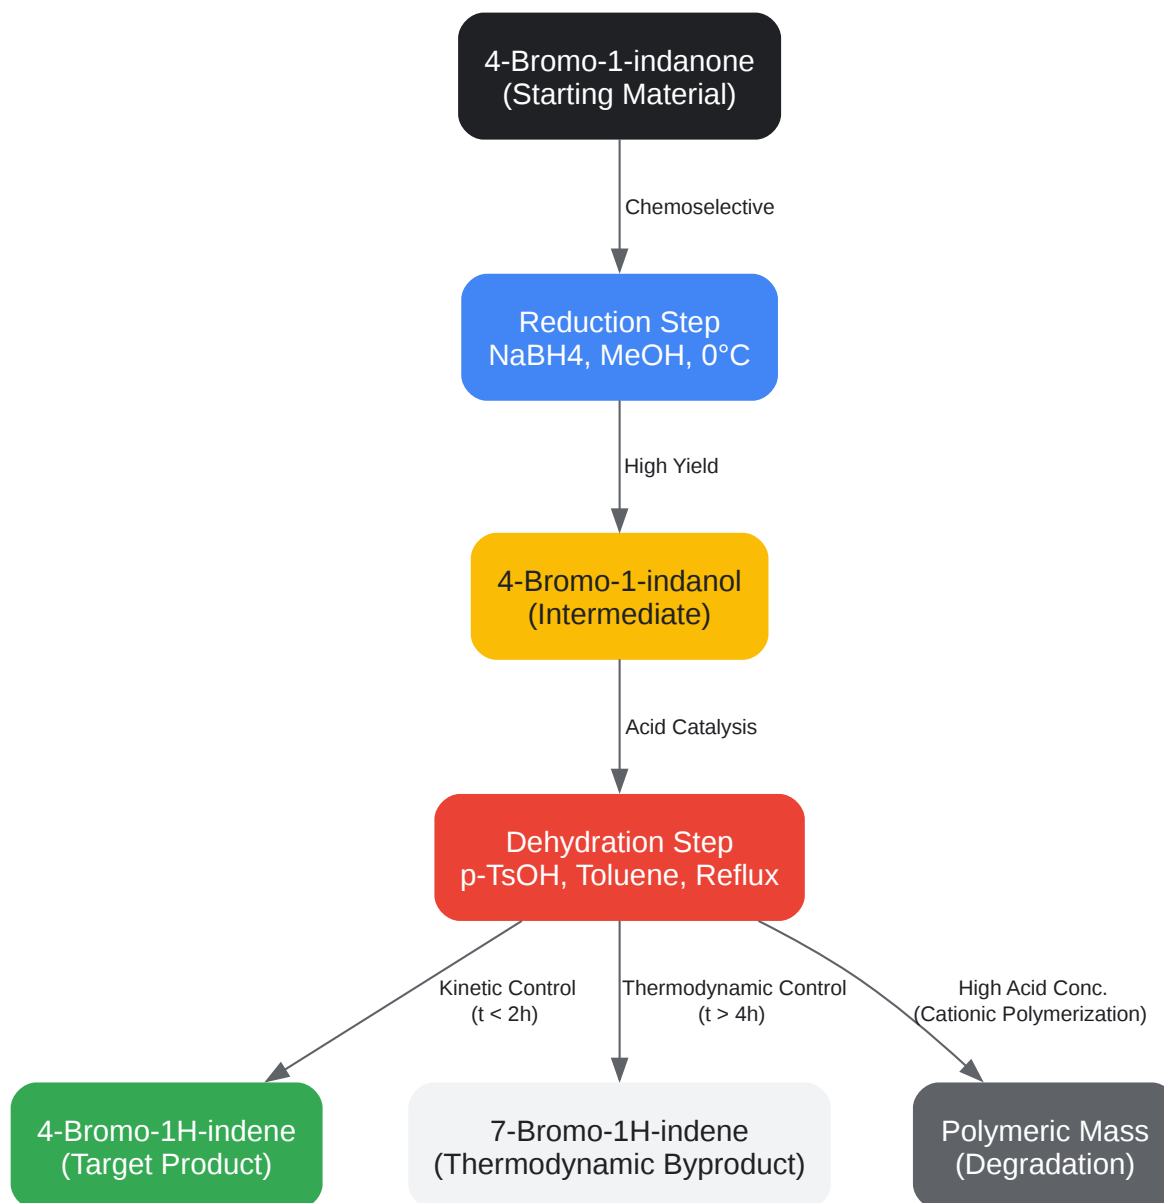 4-Bromo-1-indanone
(Starting Material)
Chemoselective
Reduction Step
NaBH4, MeOH, 0°C
High Yield
4-Bromo-1-indanol
(Intermediate)
Acid Catalysis
Dehydration Step
p-TsOH, Toluene, Reflux
Kinetic Control
(t < 2h)
Thermodynamic Control
(t > 4h)
High Acid Conc.
(Cationic Polymerization)
4-Bromo-1H-indene
(Target Product)
7-Bromo-1H-indene
(Thermodynamic Byproduct)
Polymeric Mass
(Degradation)